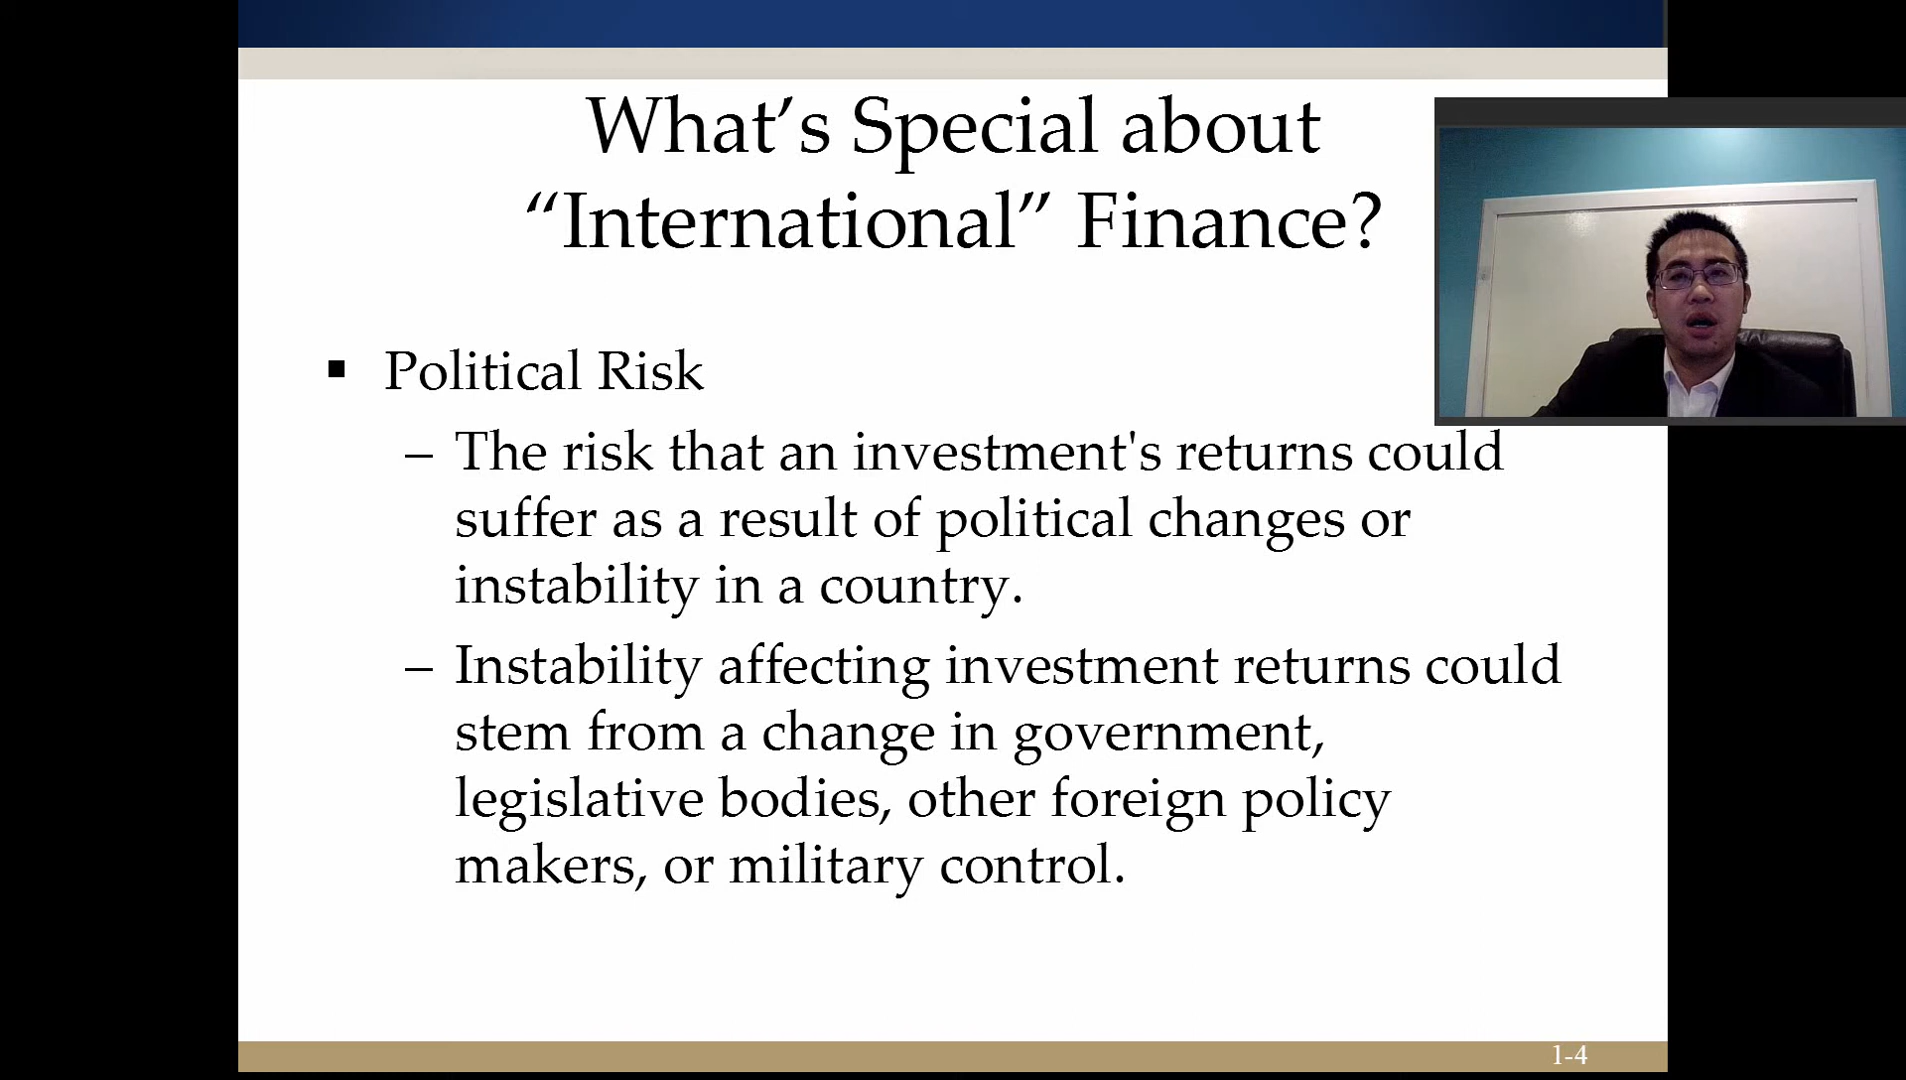 What’s Special about
“International” Finance?
▪ Political Risk
– The risk that an investment's returns could
suffer as a result of political changes or
instability in a country.
– Instability affecting investment returns could
stem from a change in government,
legislative bodies, other foreign policy
makers, or military control.
1-4